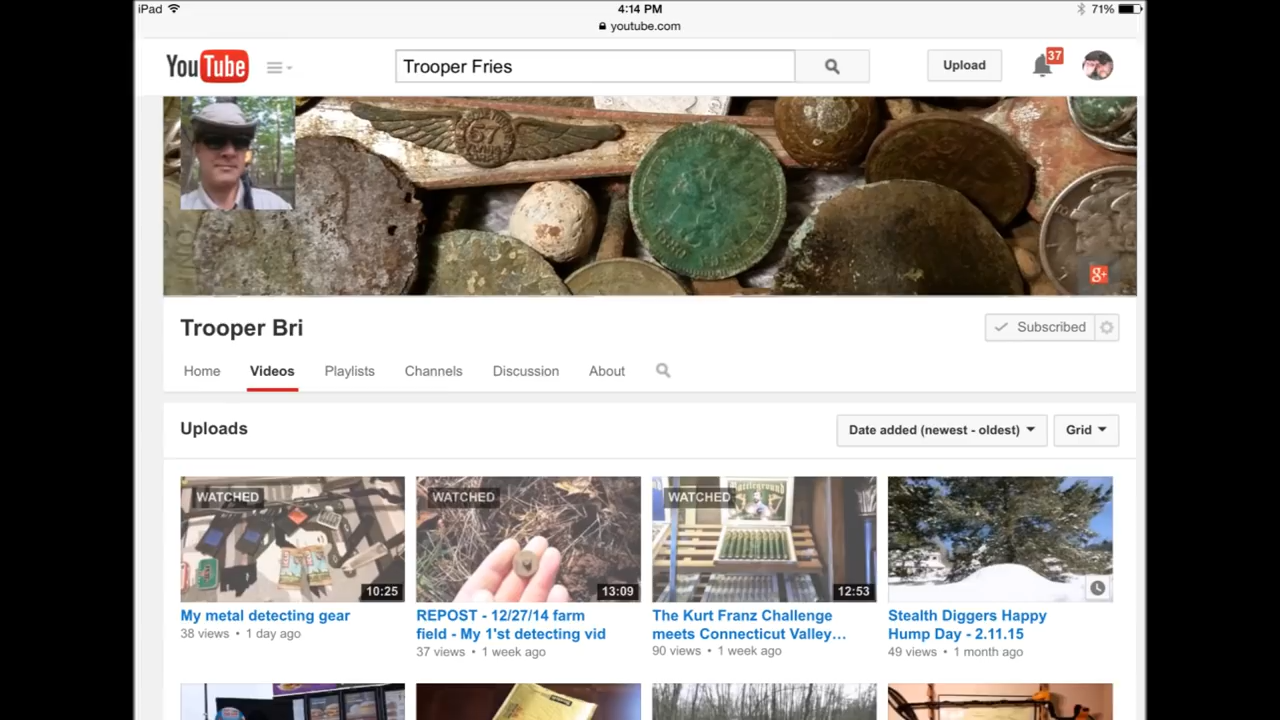 iPad 4:14 PM 71%
youtube.com
YouTube Trooper Fries Upload 37
67
g+
Trooper Bri Subscribed
Home Videos Playlists Channels Discussion About
Uploads Date added (newest - oldest) Grid
WATCHED WATCHED WATCHED
10:25 13:09 12:53
My metal detecting gear
38 views • 1 day ago
REPOST - 12/27/14 farm
field - My 1'st detecting vid
37 views • 1 week ago
The Kurt Franz Challenge
meets Connecticut Valley…
90 views • 1 week ago
Stealth Diggers Happy
Hump Day - 2.11.15
49 views • 1 month ago